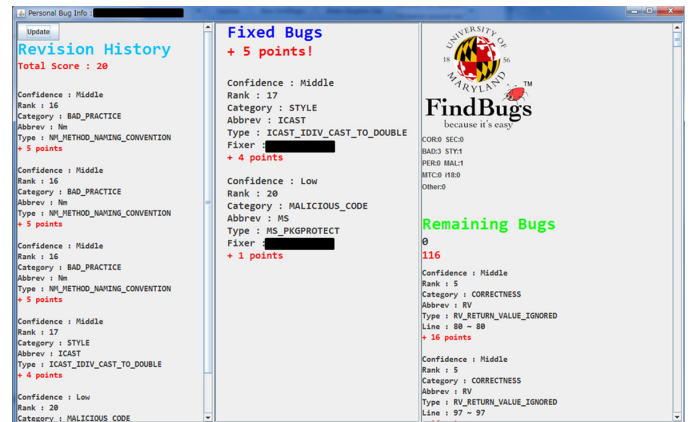 Personal Bug Info :
Update
Revision History
Total Score : 20
Confidence : Middle
Rank : 16
Category : BAD_PRACTICE
Abbrev : Nm
Type : NM_METHOD_NAMING_CONVENTION
+ 5 points
Confidence : Middle
Rank : 16
Category : BAD_PRACTICE
Abbrev : Nm
Type : NM_METHOD_NAMING_CONVENTION
+ 5 points
Confidence : Middle
Rank : 16
Category : BAD_PRACTICE
Abbrev : Nm
Type : NM_METHOD_NAMING_CONVENTION
+ 5 points
Confidence : Middle
Rank : 17
Category : STYLE
Abbrev : ICAST
Type : ICAST_IDIV_CAST_TO_DOUBLE
+ 4 points
Confidence : Low
Rank : 20
Category : MALICIOUS CODE
Fixed Bugs
+ 5 points!
Confidence : Middle
Rank : 17
Category : STYLE
Abbrev : ICAST
Type : ICAST_IDIV_CAST_TO_DOUBLE
Fixer :
+ 4 points
Confidence : Low
Rank : 20
Category : MALICIOUS_CODE
Abbrev : MS
Type : MS_PKGPROTECT
Fixer :
+ 1 points
UNIVERSITY OF
18 56
MARYLAND
TM
FindBugs
because it's easy
COR:0 SEC:0
BAD:3 STY:1
PER:0 MAL:1
MTC:0 I18:0
Other:0
Remaining Bugs
0
116
Confidence : Middle
Rank : 5
Category : CORRECTNESS
Abbrev : RV
Type : RV_RETURN_VALUE_IGNORED
Line : 80 ~ 80
+ 16 points
Confidence : Middle
Rank : 5
Category : CORRECTNESS
Abbrev : RV
Type : RV_RETURN_VALUE_IGNORED
Line : 97 ~ 97